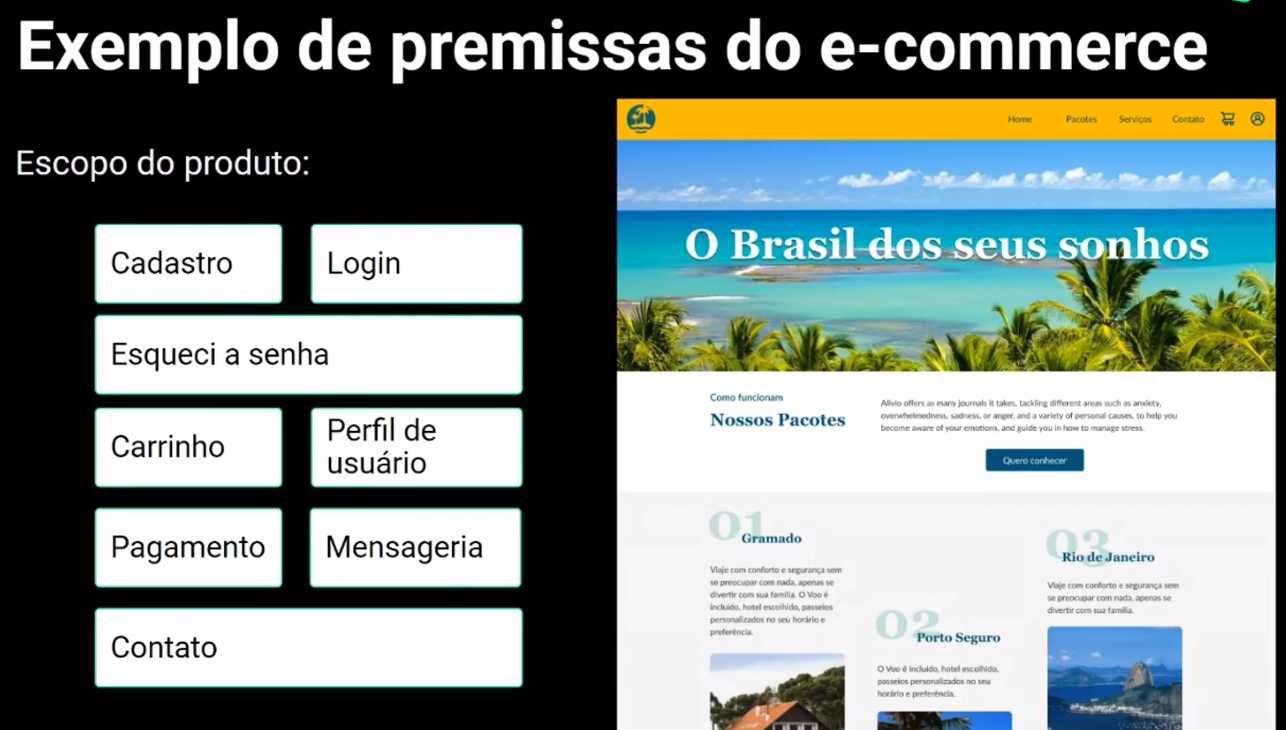 Exemplo de premissas do e-commerce
Escopo do produto:
Cadastro
Login
Esqueci a senha
Carrinho
Perfil de
usuário
Pagamento
Mensageria
Contato
Home
Pacotes
Serviços
Contato
O Brasil dos seus sonhos
Como funcionam
Nossos Pacotes
Alivio offers as many journals it takes, tackling different areas such as anxiety,
overwhelmedness, sadness, or anger, and a variety of personal causes, to help you
become aware of your emotions, and guide you in how to manage stress.
Quero conhecer
01
Gramado
Viaje com conforto e segurança sem
se preocupar com nada, apenas se
divertir com sua família. O Voo é
incluído, hotel escolhido, passeios
personalizados no seu horário e
preferência.
02
Porto Seguro
O Voo é incluído, hotel escolhido,
passeios personalizados no seu
horário e preferência.
03
Rio de Janeiro
Viaje com conforto e segurança sem
se preocupar com nada, apenas se
divertir com sua família.